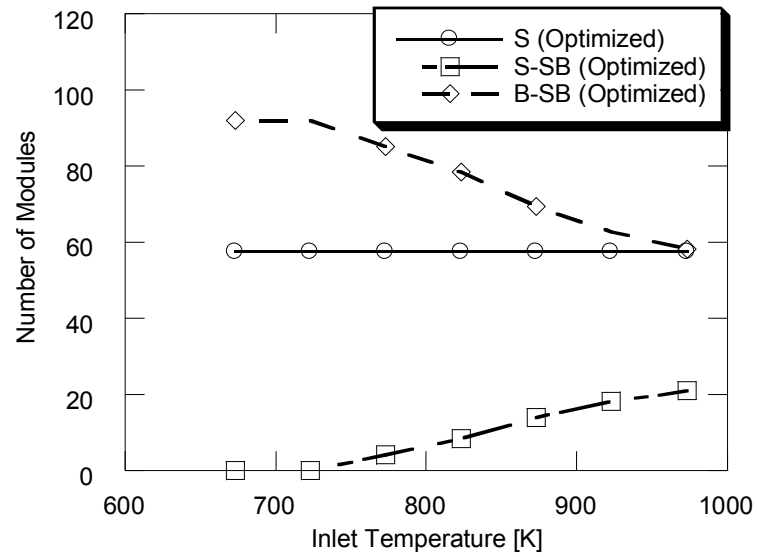 120
100
80
60
40
20
0
Number of Modules
S (Optimized)
S-SB (Optimized)
B-SB (Optimized)
600 700 800 900 1000
Inlet Temperature [K]